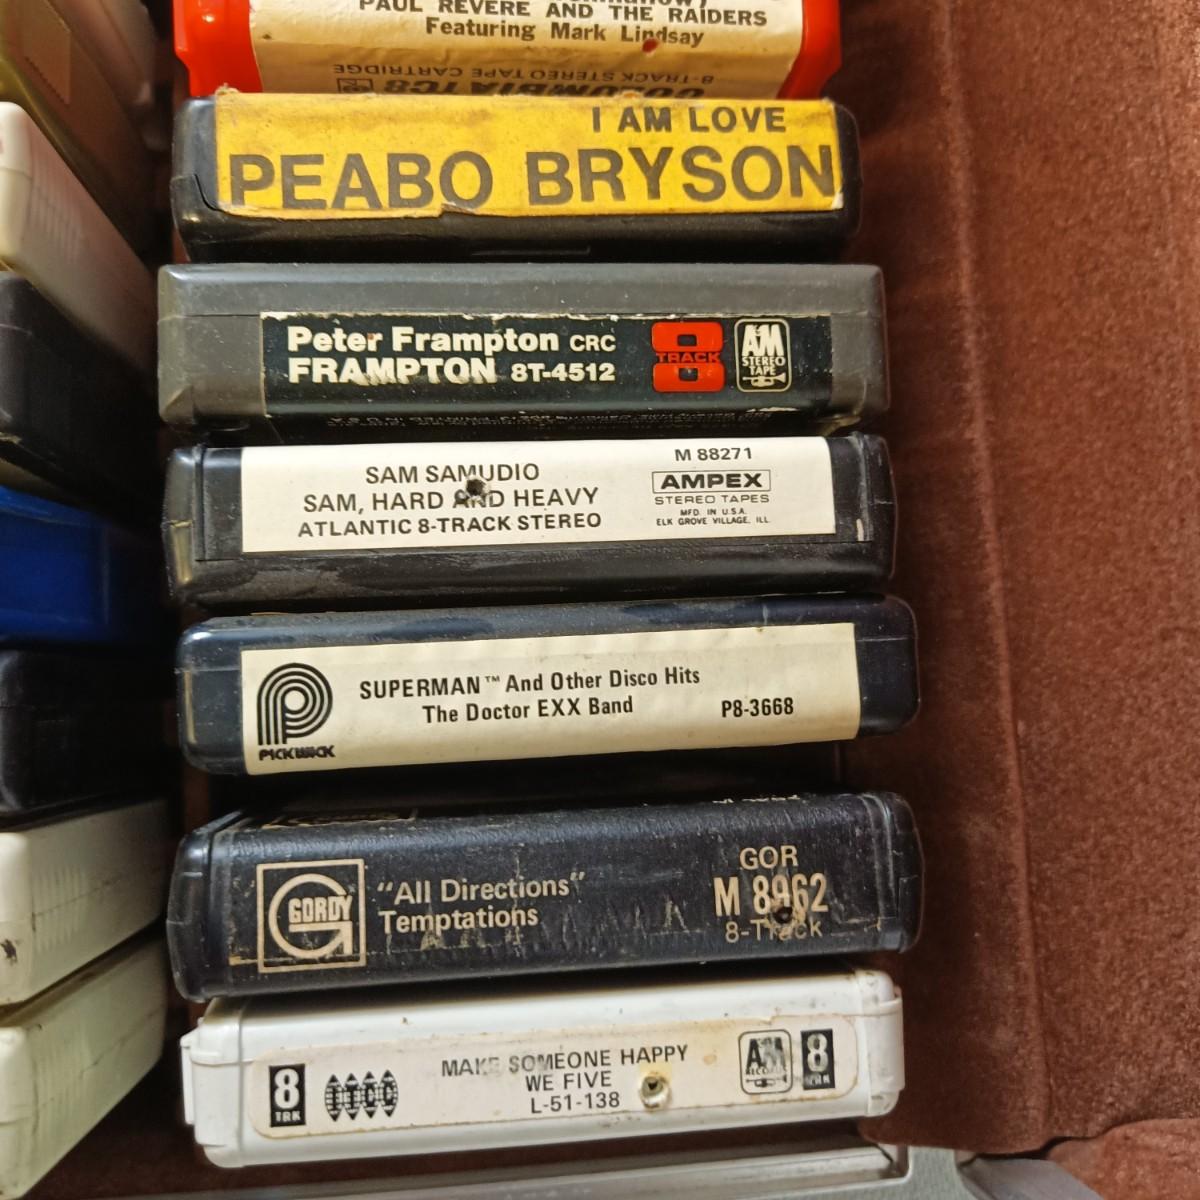 PAUL REVERE AND THE RAIDERS
Featuring Mark Lindsay
8-TRACK STEREO TAPE CARTRIDGE
COLUMBIA TC8
I AM LOVE
PEABO BRYSON
Peter Frampton CRC
FRAMPTON 8T-4512
8 TRACK
A&M
STEREO
TAPE
SAM SAMUDIO
SAM, HARD AND HEAVY
ATLANTIC 8-TRACK STEREO
M 88271
AMPEX
STEREO TAPES
MFD. IN U.S.A.
ELK GROVE VILLAGE, ILL.
PICKWICK
SUPERMAN™ And Other Disco Hits
The Doctor EXX Band
P8-3668
GORDY
"All Directions"
Temptations
GOR
M 8962
8-Track
8
TRK
ITCC
MAKE SOMEONE HAPPY
WE FIVE
L-51-138
A&M
RECORDS
8
TRK